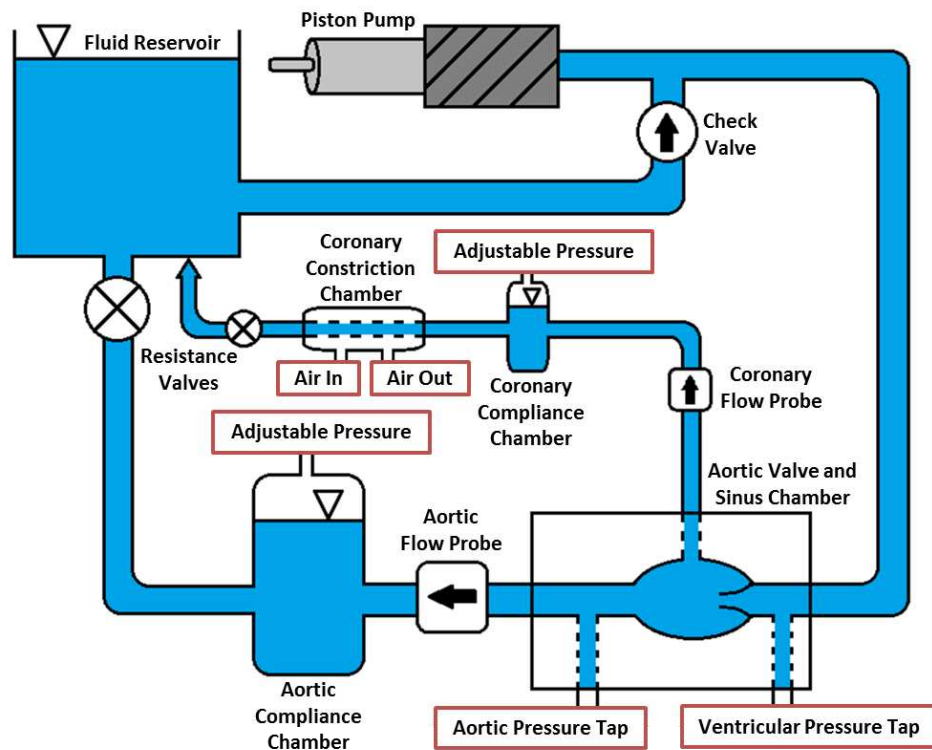 Piston Pump
Fluid Reservoir
Check
Valve
Coronary
Constriction
Chamber
Adjustable Pressure
Resistance
Valves
Air In
Air Out
Coronary
Compliance
Chamber
Coronary
Flow Probe
Adjustable Pressure
Aortic Valve and
Sinus Chamber
Aortic
Flow Probe
Aortic
Compliance
Chamber
Aortic Pressure Tap
Ventricular Pressure Tap